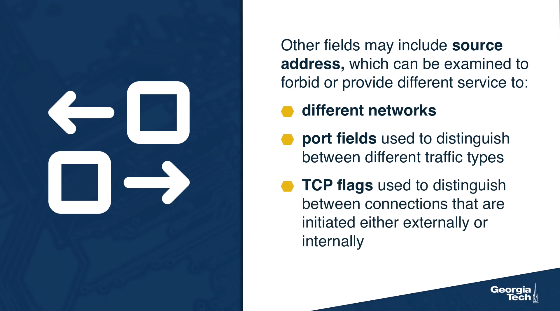 Other fields may include source
address, which can be examined to
forbid or provide different service to:
different networks
port fields used to distinguish
between different traffic types
TCP flags used to distinguish
between connections that are
initiated either externally or
internally
Georgia
Tech